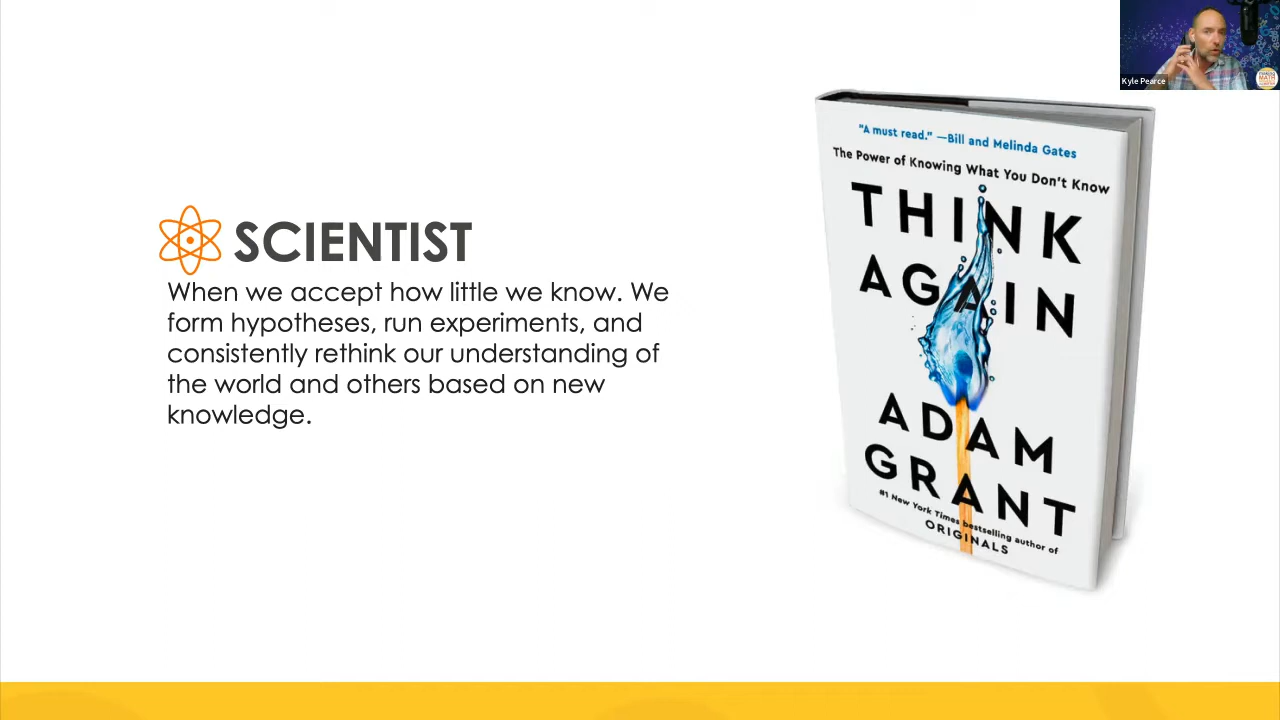 Kyle Pearce
SCIENTIST
When we accept how little we know. We
form hypotheses, run experiments, and
consistently rethink our understanding of
the world and others based on new
knowledge.
"A must read." —Bill and Melinda Gates
The Power of Knowing What You Don't Know
THINK
AGAIN
ADAM
GRANT
#1 New York Times bestselling author of
ORIGINALS